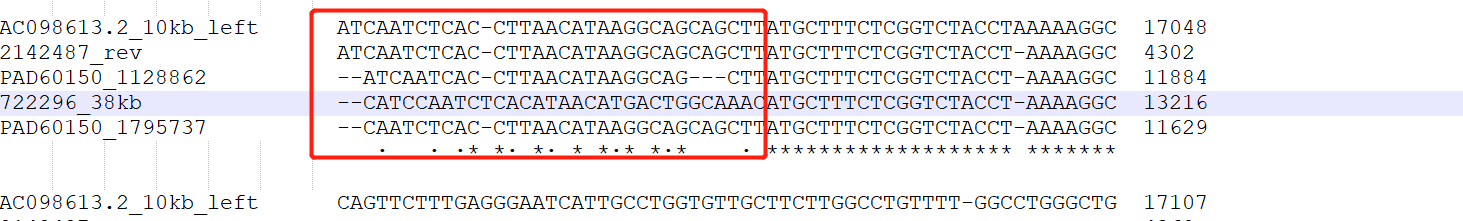 AC098613.2_10kb_left ATCAATCTCAC-CTTAACATAAGGCAGCAGCTTATGCTTTCTCGGTCTACCTAAAAAGGC 17048
2142487_rev ATCAATCTCAC-CTTAACATAAGGCAGCAGCTTATGCTTTCTCGGTCTACCT-AAAAGGC 4302
PAD60150_1128862 --ATCAATCAC-CTTAACATAAGGCAG---CTTATGCTTTCTCGGTCTACCT-AAAAGGC 11884
722296_38kb --CATCCAATCTCACATAACATGACTGGCAAACATGCTTTCTCGGTCTACCT-AAAAGGC 13216
PAD60150_1795737 --CAATCTCAC-CTTAACATAAGGCAGCAGCTTATGCTTTCTCGGTCTACCT-AAAAGGC 11629
. . .* *. *. * *.* *.* . ******************* *******
AC098613.2_10kb_left CAGTTCTTTGAGGGAATCATTGCCTGGTGTTGCTTCTTGGCCTGTTTT-GGCCTGGGCTG 17107